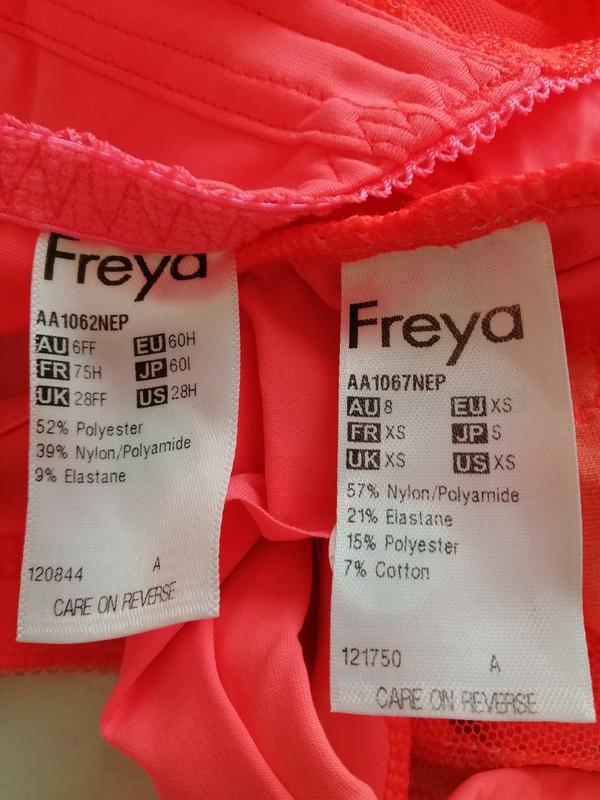 Freya
AA1062NEP
AU 6FF EU 60H
FR 75H JP 60I
UK 28FF US 28H
52% Polyester
39% Nylon/Polyamide
9% Elastane
120844 A
CARE ON REVERSE
Freya
AA1067NEP
AU 8 EU XS
FR XS JP S
UK XS US XS
57% Nylon/Polyamide
21% Elastane
15% Polyester
7% Cotton
121750 A
CARE ON REVERSE